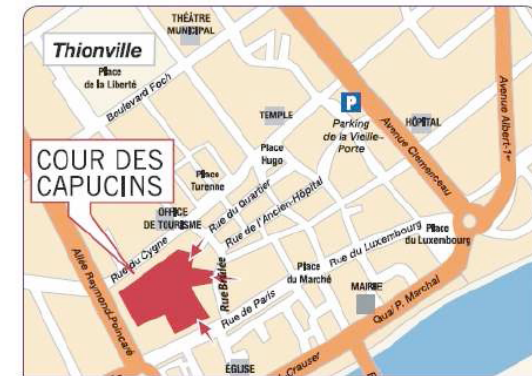 THÉÂTRE
MUNICIPAL
Thionville
Place
de la Liberté
Boulevard Foch
TEMPLE
P
Parking
de la Vieille-
Porte
HÔPITAL
Avenue Albert-1er
Avenue Clemenceau
Place
Hugo
COUR DES
CAPUCINS
Place
Turenne
Rue du Quartier
Rue de l'Ancien-Hôpital
OFFICE
DE TOURISME
Rue du Cygne
Allée Raymond-Poincaré
Rue Brûlée
Rue du Luxembourg
Place
du Luxembourg
Place
du Marché
Rue de Paris
MAIRIE
Quai P. Marchal
ÉGLISE
Crauser